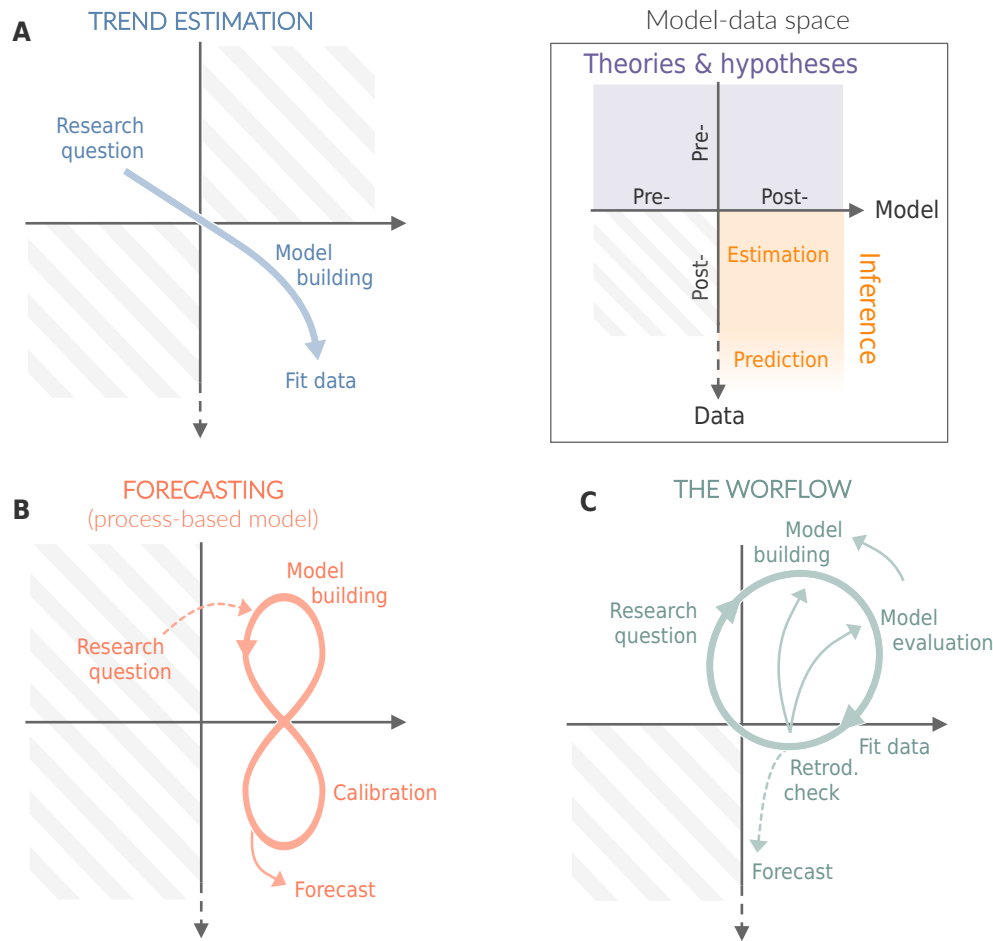 A
TREND ESTIMATION
Research
question
Model
building
Fit data
Model-data space
Theories & hypotheses
Pre-
Pre-
Post-
Model
Post-
Estimation
Inference
Prediction
Data
B
FORECASTING
(process-based model)
Model
building
Research
question
Calibration
Forecast
C
THE WORFLOW
Model
building
Research
question
Model
evaluation
Fit data
Retrod.
check
Forecast